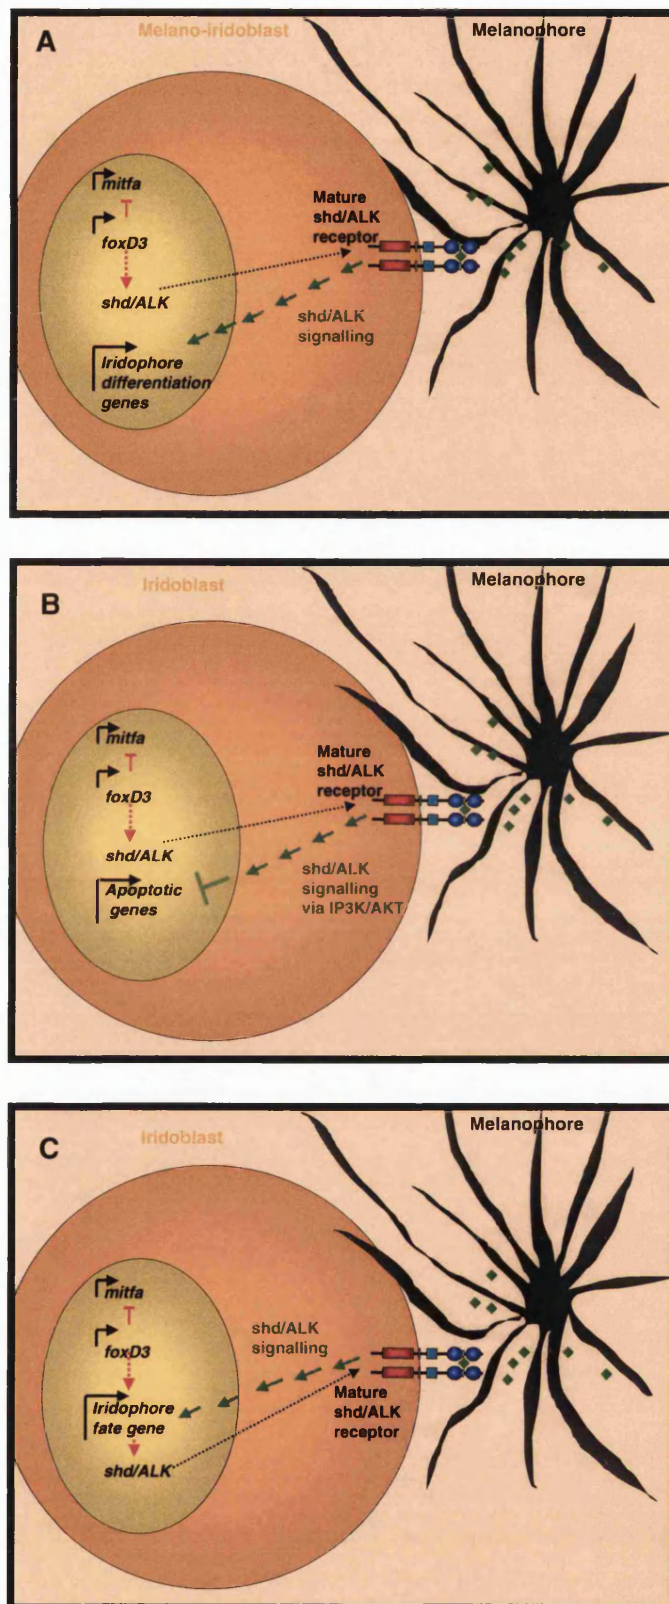 A
Melano-iridoblast
Melanophore
mitfa
foxD3
shd/ALK
Iridophore
differentiation
genes
Mature
shd/ALK
receptor
shd/ALK
signalling
B
Iridoblast
Melanophore
mitfa
foxD3
shd/ALK
Apoptotic
genes
Mature
shd/ALK
receptor
shd/ALK
signalling
via IP3K/AKT
C
Iridoblast
Melanophore
mitfa
foxD3
Iridophore
fate gene
shd/ALK
shd/ALK
signalling
Mature
shd/ALK
receptor